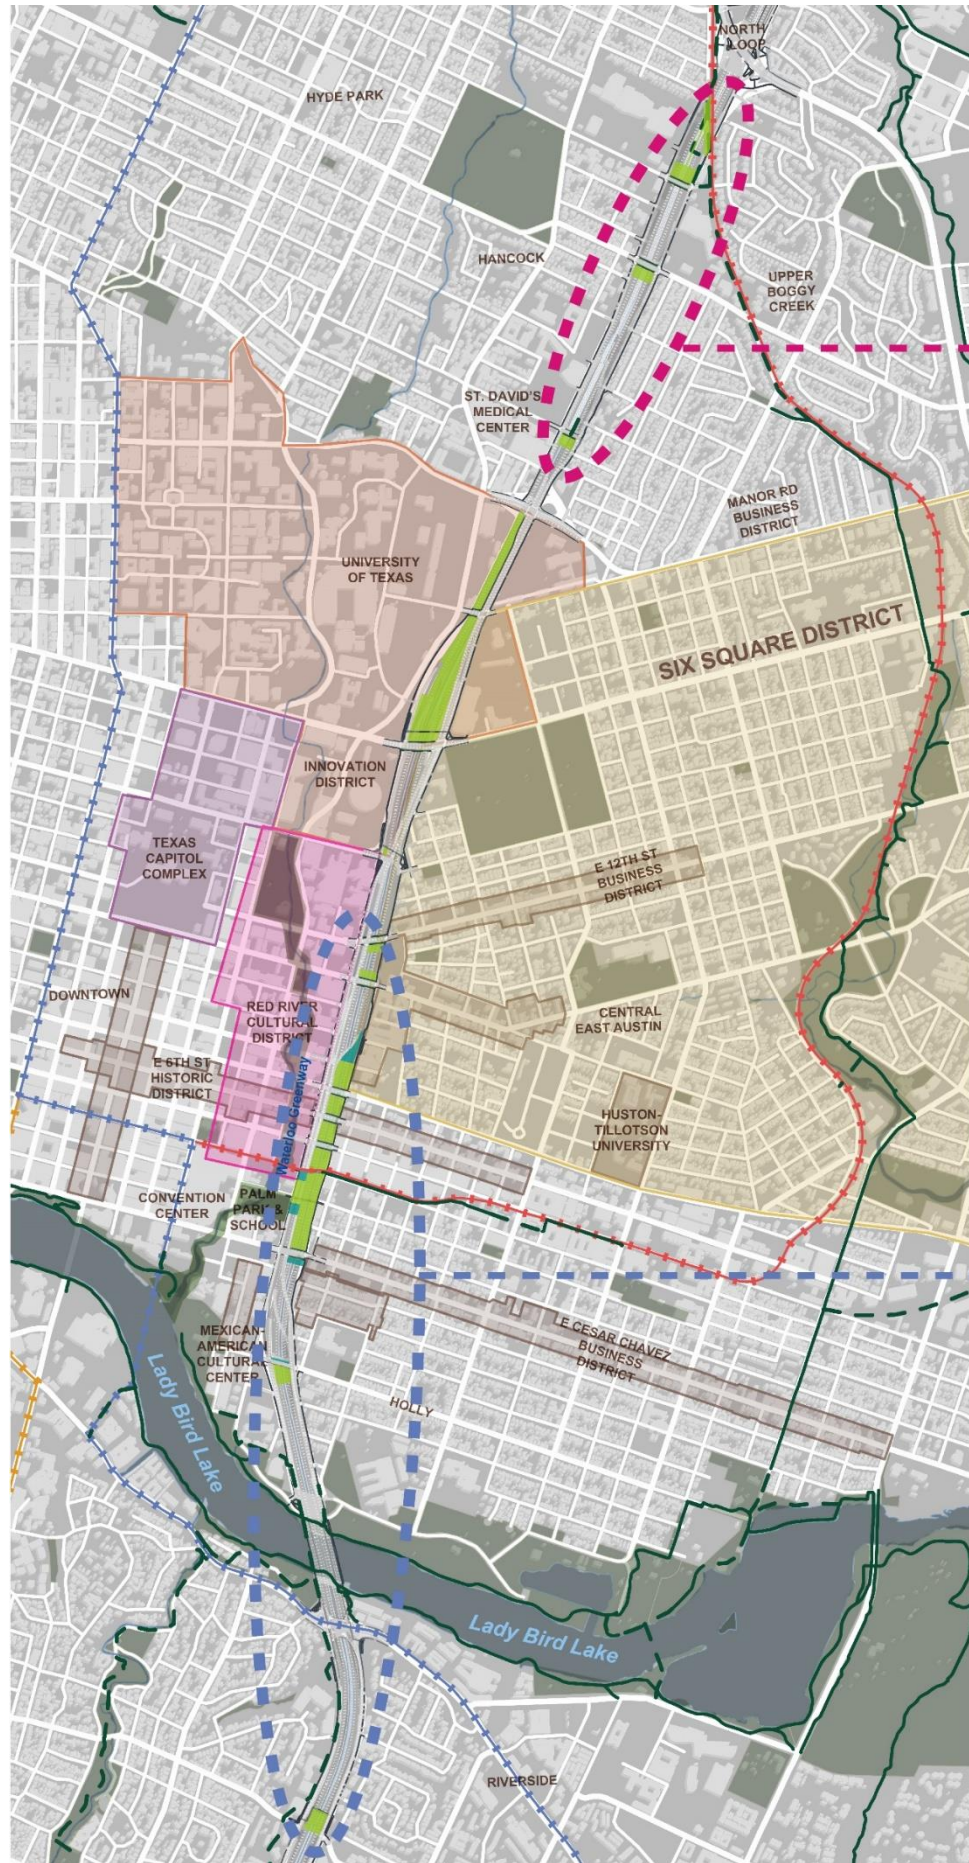 NORTH
LOOP
HYDE PARK
HANCOCK
UPPER
BOGGY
CREEK
ST. DAVID'S
MEDICAL
CENTER
MANOR RD
BUSINESS
DISTRICT
UNIVERSITY
OF TEXAS
SIX SQUARE DISTRICT
INNOVATION
DISTRICT
TEXAS
CAPITOL
COMPLEX
E 12TH ST
BUSINESS
DISTRICT
DOWNTOWN
RED RIVER
CULTURAL
DISTRICT
CENTRAL
EAST AUSTIN
E 6TH ST
HISTORIC
DISTRICT
Waterloo Greenway
HUSTON-
TILLOTSON
UNIVERSITY
CONVENTION
CENTER
PALM
PARK &
SCHOOL
MEXICAN-
AMERICAN
CULTURAL
CENTER
E CESAR CHAVEZ
BUSINESS
DISTRICT
HOLLY
Lady Bird Lake
Lady Bird Lake
RIVERSIDE